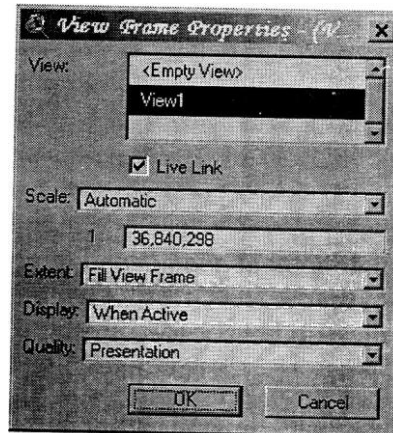 View Frame Properties - (V...
View:
<Empty View>
View1
Live Link
Scale: Automatic
1 36,840,298
Extent: Fill View Frame
Display: When Active
Quality: Presentation
OK Cancel